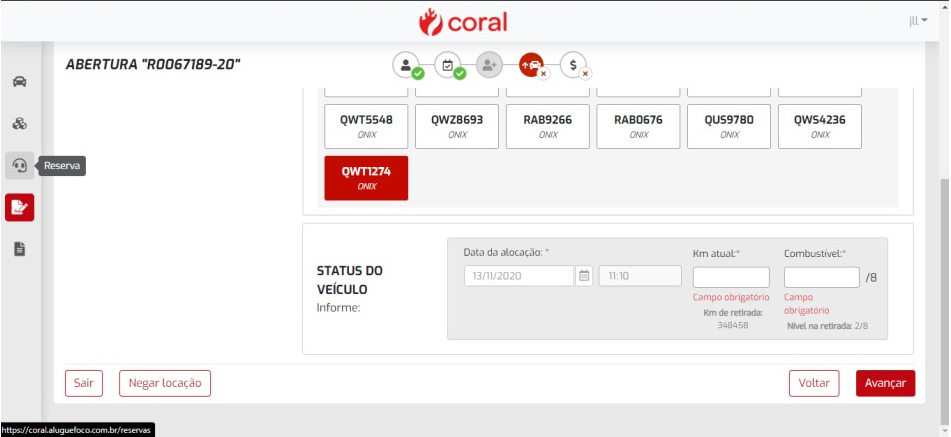 coral
jll
ABERTURA "R0067189-20"
$
QWT5548
ONIX
QWZ8693
ONIX
RAB9266
ONIX
RAB0676
ONIX
QUS9780
ONIX
QWS4236
ONIX
Reserva
QWT1274
ONIX
STATUS DO
VEÍCULO
Informe:
Data da alocação: *
13/11/2020
11:10
Km atual:*
Campo obrigatório
Km de retirada:
348458
Combustível:*
/8
Campo
obrigatório
Nível na retirada: 2/8
Sair
Negar locação
Voltar
Avançar
https://coral.aluguefoco.com.br/reservas